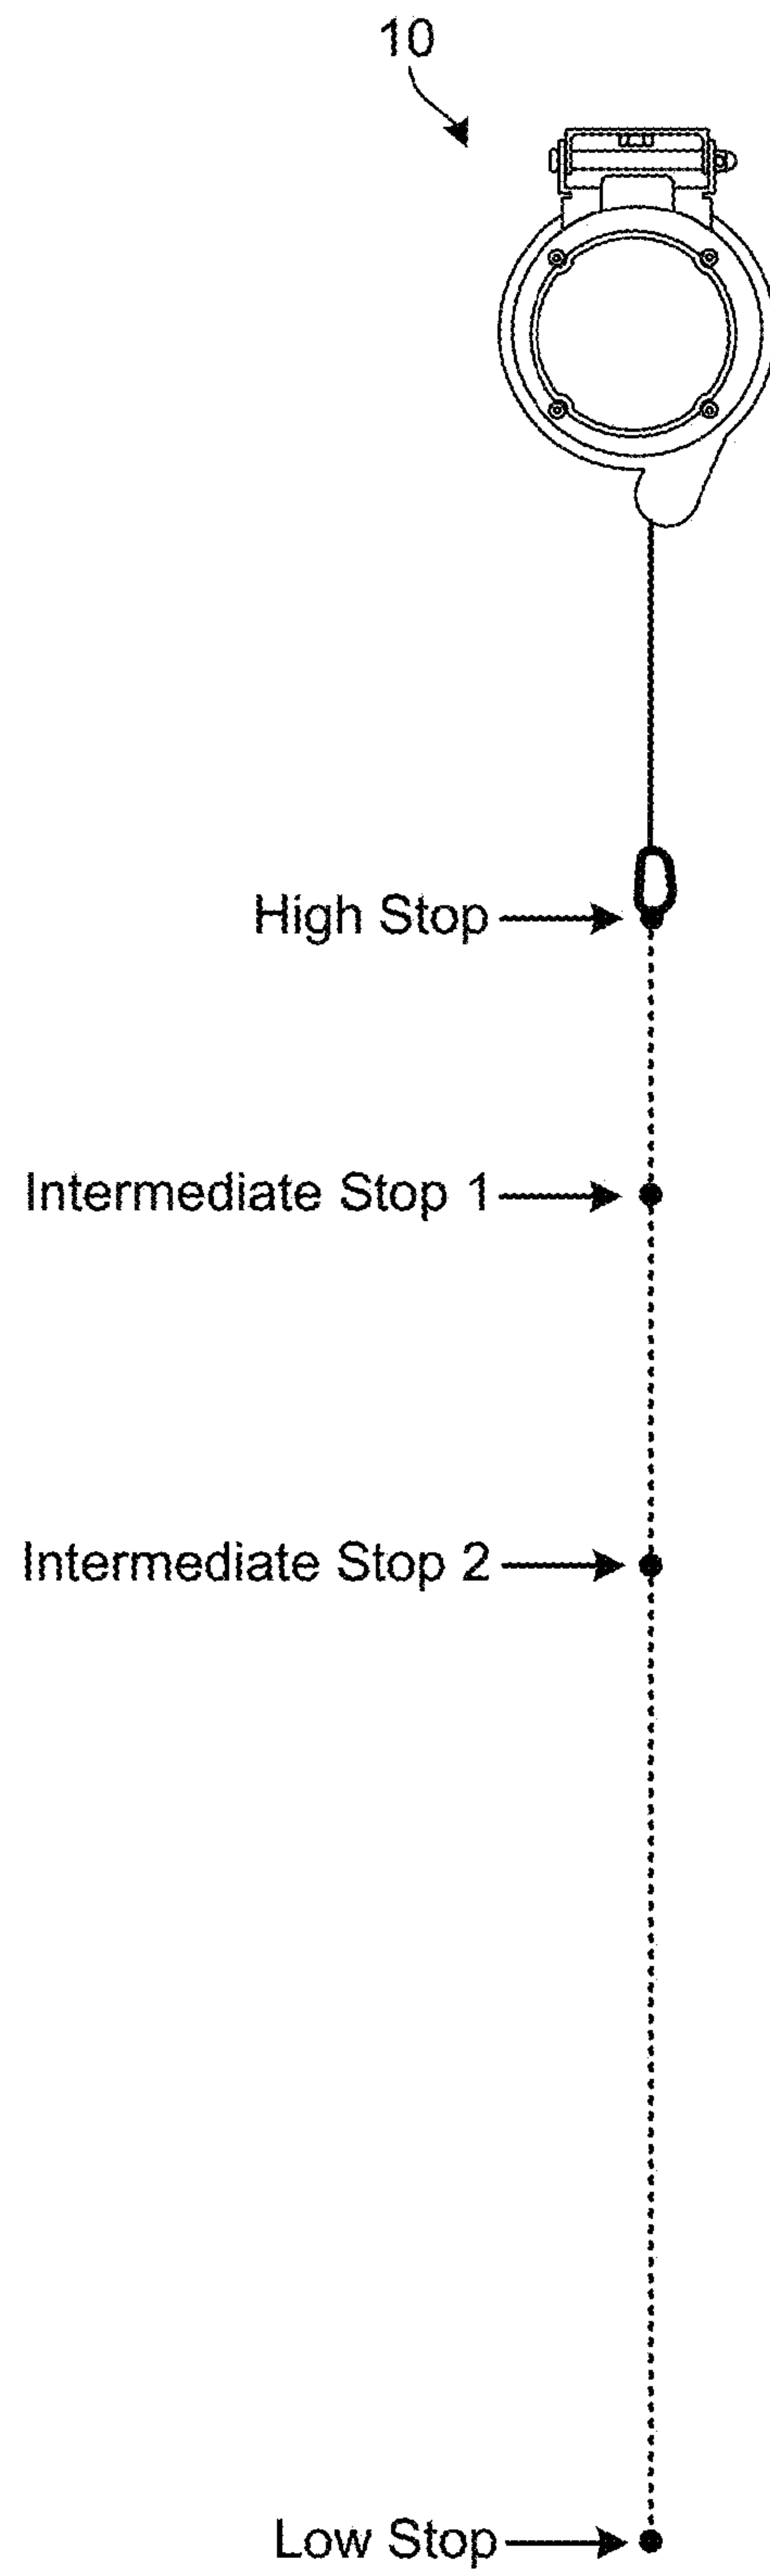 10
High Stop
Intermediate Stop 1
Intermediate Stop 2
Low Stop